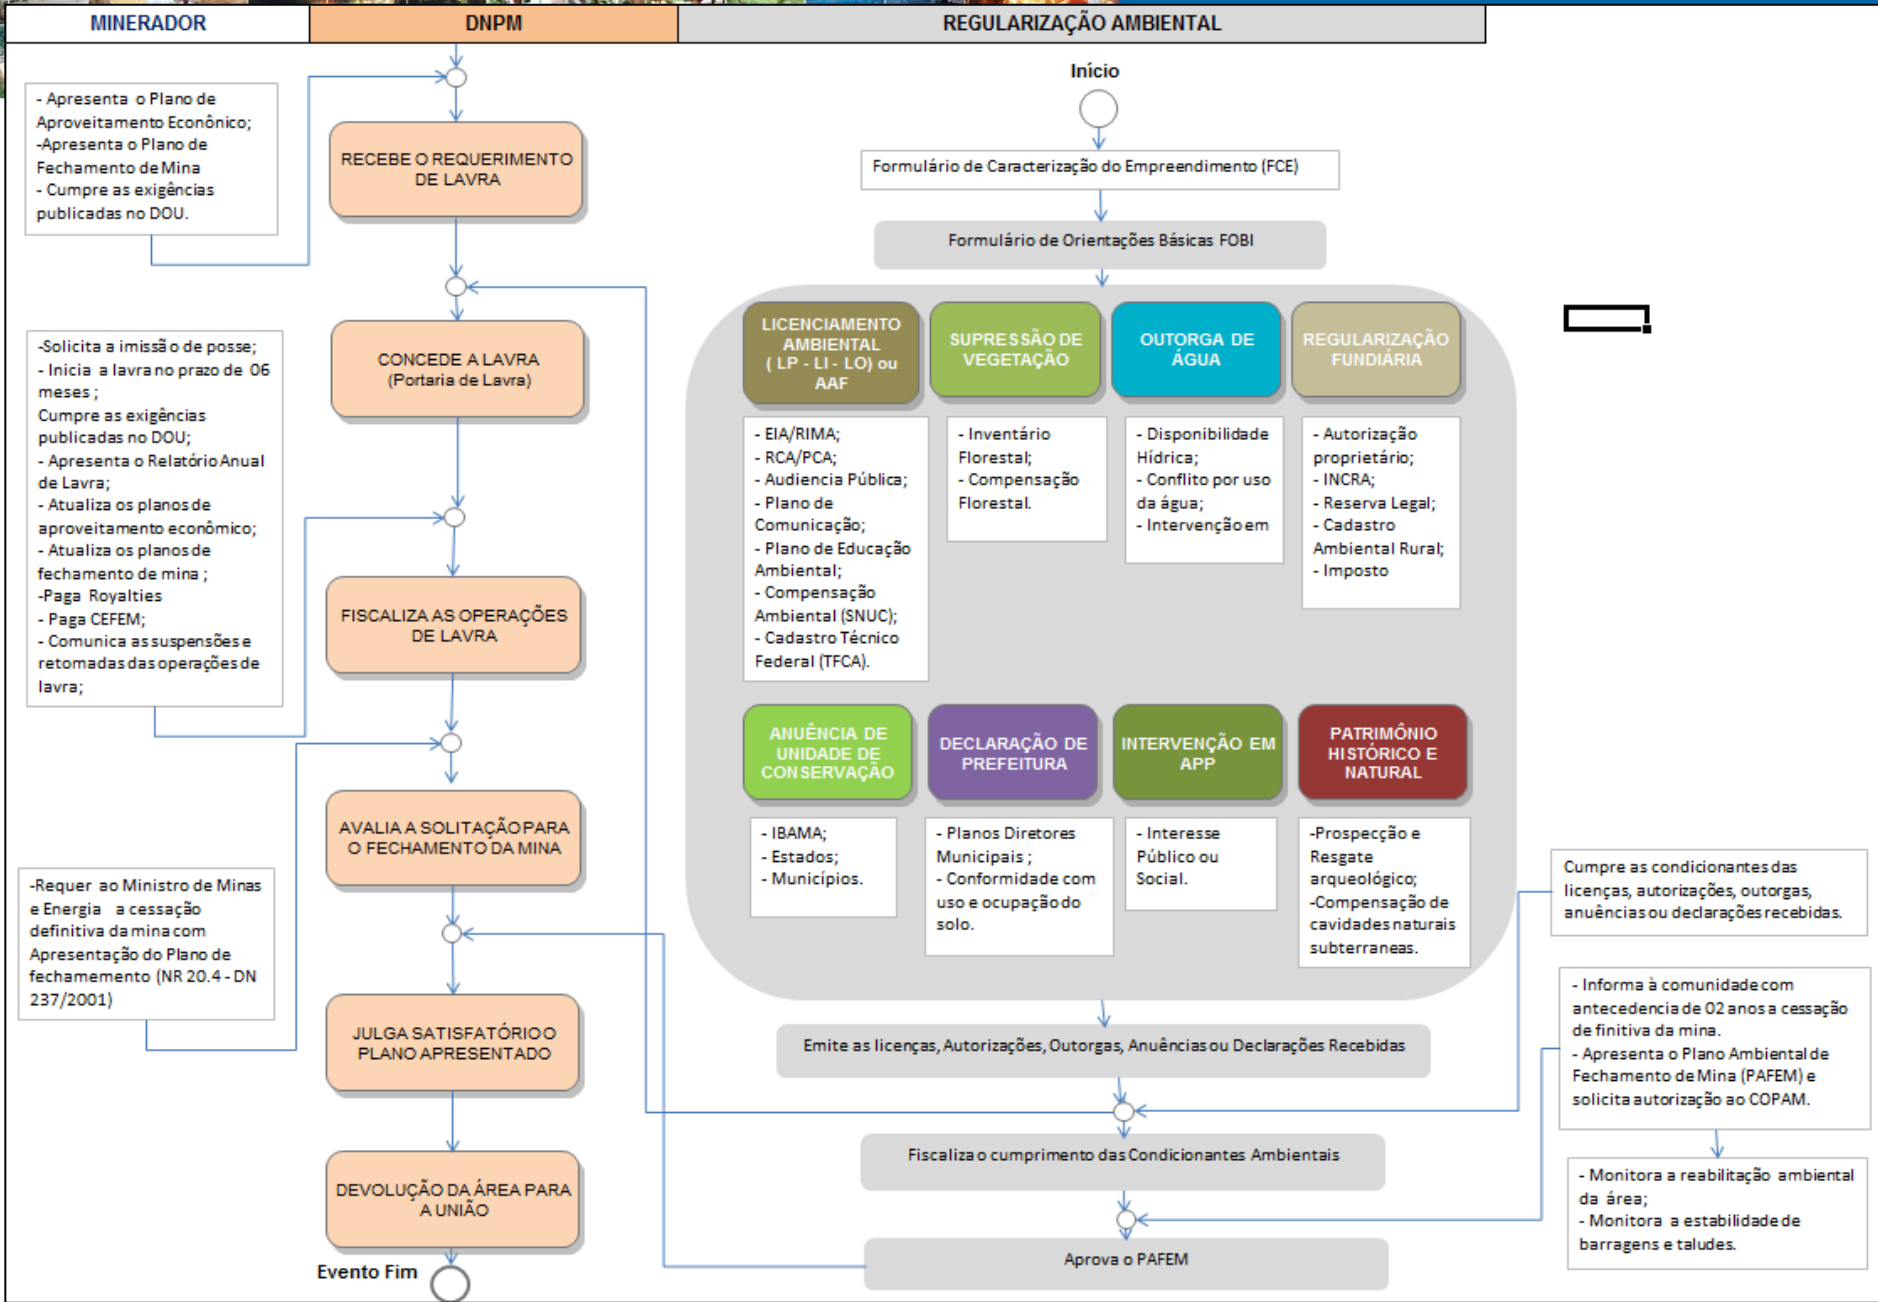 MINERADOR
DNPM
REGULARIZAÇÃO AMBIENTAL
- Apresenta o Plano de
Aproveitamento Econônico;
-Apresenta o Plano de
Fechamento de Mina
- Cumpre as exigências
publicadas no DOU.
-Solicita a imissão de posse;
- Inicia a lavra no prazo de 06
meses ;
Cumpre as exigências
publicadas no DOU;
- Apresenta o Relatório Anual
de Lavra;
- Atualiza os planos de
aproveitamento econômico;
- Atualiza os planos de
fechamento de mina ;
-Paga Royalties
- Paga CEFEM;
- Comunica as suspensões e
retomadas das operações de
lavra;
-Requer ao Ministro de Minas
e Energia a cessação
definitiva da mina com
Apresentação do Plano de
fechamemento (NR 20.4 - DN
237/2001)
RECEBE O REQUERIMENTO
DE LAVRA
CONCEDE A LAVRA
(Portaria de Lavra)
FISCALIZA AS OPERAÇÕES
DE LAVRA
AVALIA A SOLITAÇÃO PARA
O FECHAMENTO DA MINA
JULGA SATISFATÓRIO O
PLANO APRESENTADO
DEVOLUÇÃO DA ÁREA PARA
A UNIÃO
Evento Fim
Início
Formulário de Caracterização do Empreendimento (FCE)
Formulário de Orientações Básicas FOBI
LICENCIAMENTO
AMBIENTAL
( LP - LI - LO) ou
AAF
- EIA/RIMA;
- RCA/PCA;
- Audiencia Pública;
- Plano de
Comunicação;
- Plano de Educação
Ambiental;
- Compensação
Ambiental (SNUC);
- Cadastro Técnico
Federal (TFCA).
SUPRESSÃO DE
VEGETAÇÃO
- Inventário
Florestal;
- Compensação
Florestal.
OUTORGA DE
ÁGUA
- Disponibilidade
Hídrica;
- Conflito por uso
da água;
- Intervenção em
REGULARIZAÇÃO
FUNDIÁRIA
- Autorização
proprietário;
- INCRA;
- Reserva Legal;
- Cadastro
Ambiental Rural;
- Imposto
ANUÊNCIA DE
UNIDADE DE
CONSERVAÇÃO
- IBAMA;
- Estados;
- Municípios.
DECLARAÇÃO DE
PREFEITURA
- Planos Diretores
Municipais ;
- Conformidade com
uso e ocupação do
solo.
INTERVENÇÃO EM
APP
- Interesse
Público ou
Social.
PATRIMÔNIO
HISTÓRICO E
NATURAL
-Prospecção e
Resgate
arqueológico;
-Compensação de
cavidades naturais
subterraneas.
Emite as licenças, Autorizações, Outorgas, Anuências ou Declarações Recebidas
Fiscaliza o cumprimento das Condicionantes Ambientais
Aprova o PAFEM
Cumpre as condicionantes das
licenças, autorizações, outorgas,
anuências ou declarações recebidas.
- Informa à comunidade com
antecedencia de 02 anos a cessação
de finitiva da mina.
- Apresenta o Plano Ambiental de
Fechamento de Mina (PAFEM) e
solicita autorização ao COPAM.
- Monitora a reabilitação ambiental
da área;
- Monitora a estabilidade de
barragens e taludes.